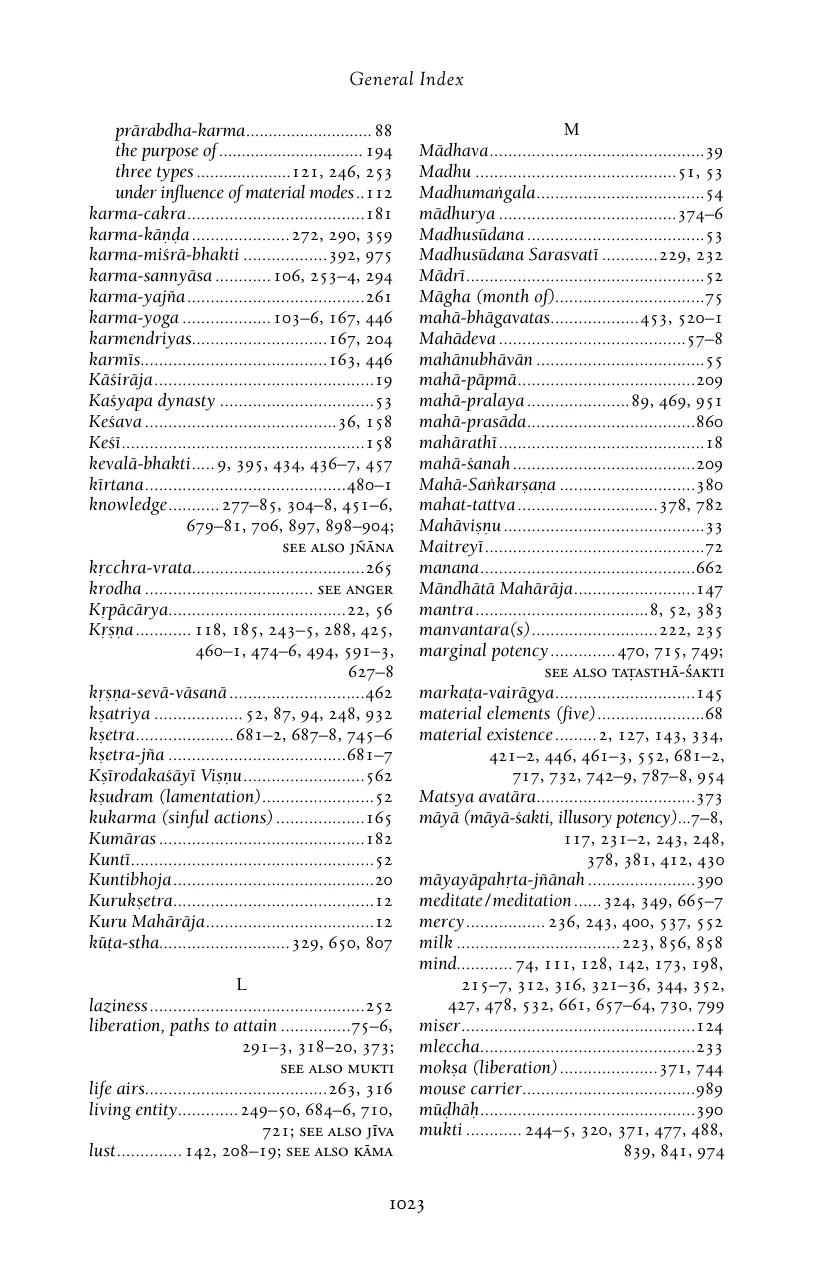 General Index
prārabdha-karma............................ 88
the purpose of ................................ 194
three types .....................121, 246, 253
under influence of material modes ..112
karma-cakra........................................181
karma-kāṇḍa ......................272, 290, 359
karma-miśrā-bhakti ...................392, 975
karma-sannyāsa ............106, 253–4, 294
karma-yajña........................................261
karma-yoga ....................103–6, 167, 446
karmendriyas..............................167, 204
karmīs..........................................163, 446
Kāśirāja.................................................19
Kaśyapa dynasty ..................................53
Keśava ...........................................36, 158
Keśī......................................................158
kevalā-bhakti.....9, 395, 434, 436–7, 457
kīrtana..............................................480–1
knowledge...........277–85, 304–8, 451–6,
679–81, 706, 897, 898–904;
SEE ALSO JÑĀNA
kṛcchra-vrata.......................................265
krodha ...................................... SEE ANGER
Kṛpācārya........................................22, 56
Kṛṣṇa ............ 118, 185, 243–5, 288, 425,
460–1, 474–6, 494, 591–3,
627–8
kṛṣṇa-sevā-vāsanā ..............................462
kṣatriya .................... 52, 87, 94, 248, 932
kṣetra......................681–2, 687–8, 745–6
kṣetra-jña ........................................681–7
Kṣīrodakaśāyī Viṣṇu...........................562
kṣudram (lamentation).........................52
kukarma (sinful actions) ....................165
Kumāras ..............................................182
Kuntī......................................................52
Kuntibhoja.............................................20
Kurukṣetra.............................................12
Kuru Mahārāja......................................12
kūṭa-stha.............................329, 650, 807
L
laziness................................................252
liberation, paths to attain ...............75–6,
291–3, 318–20, 373;
SEE ALSO MUKTI
life airs........................................263, 316
living entity.............249–50, 684–6, 710,
721; SEE ALSO JĪVA
lust.............. 142, 208–19; SEE ALSO KĀMA
M
Mādhava................................................39
Madhu .............................................51, 53
Madhumaṅgala.....................................54
mādhurya ........................................374–6
Madhusūdana .......................................53
Madhusūdana Sarasvatī ............229, 232
Mādrī.....................................................52
Māgha (month of).................................75
mahā-bhāgavatas....................453, 520–1
Mahādeva .........................................57–8
mahānubhāvān .....................................55
mahā-pāpmā.......................................209
mahā-pralaya .......................89, 469, 951
mahā-prasāda.....................................860
mahārathī..............................................18
mahā-śanah ........................................209
Mahā-Saṅkarṣaṇa ..............................380
mahat-tattva...............................378, 782
Mahāviṣṇu.............................................33
Maitreyī.................................................72
manana................................................662
Māndhātā Mahārāja...........................147
mantra.......................................8, 52, 383
manvantara(s)............................222, 235
marginal potency ..............470, 715, 749;
SEE ALSO TAṬASTHĀ-ŚAKTI
markaṭa-vairāgya...............................145
material elements (five)........................68
material existence .........2, 127, 143, 334,
421–2, 446, 461–3, 552, 681–2,
717, 732, 742–9, 787–8, 954
Matsya avatāra...................................373
māyā (māyā-śakti, illusory potency)...7–8,
117, 231–2, 243, 248,
378, 381, 412, 430
māyayāpahṛta-jñānah ........................390
meditate/meditation ...... 324, 349, 665–7
mercy.................. 236, 243, 400, 537, 552
milk ....................................223, 856, 858
mind............ 74, 111, 128, 142, 173, 198,
215–7, 312, 316, 321–36, 344, 352,
427, 478, 532, 661, 657–64, 730, 799
miser....................................................124
mleccha................................................233
mokṣa (liberation)......................371, 744
mouse carrier.......................................989
mūḍhāḥ................................................390
mukti ............ 244–5, 320, 371, 477, 488,
839, 841, 974
1023